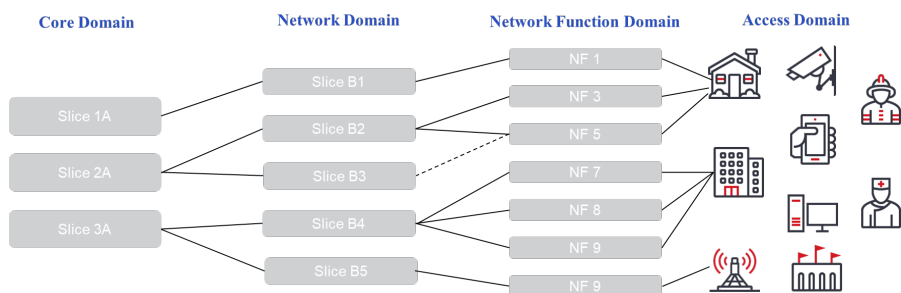 Core Domain
Network Domain
Network Function Domain
Access Domain
Slice 1A
Slice 2A
Slice 3A
Slice B1
Slice B2
Slice B3
Slice B4
Slice B5
NF 1
NF 3
NF 5
NF 7
NF 8
NF 9
NF 9